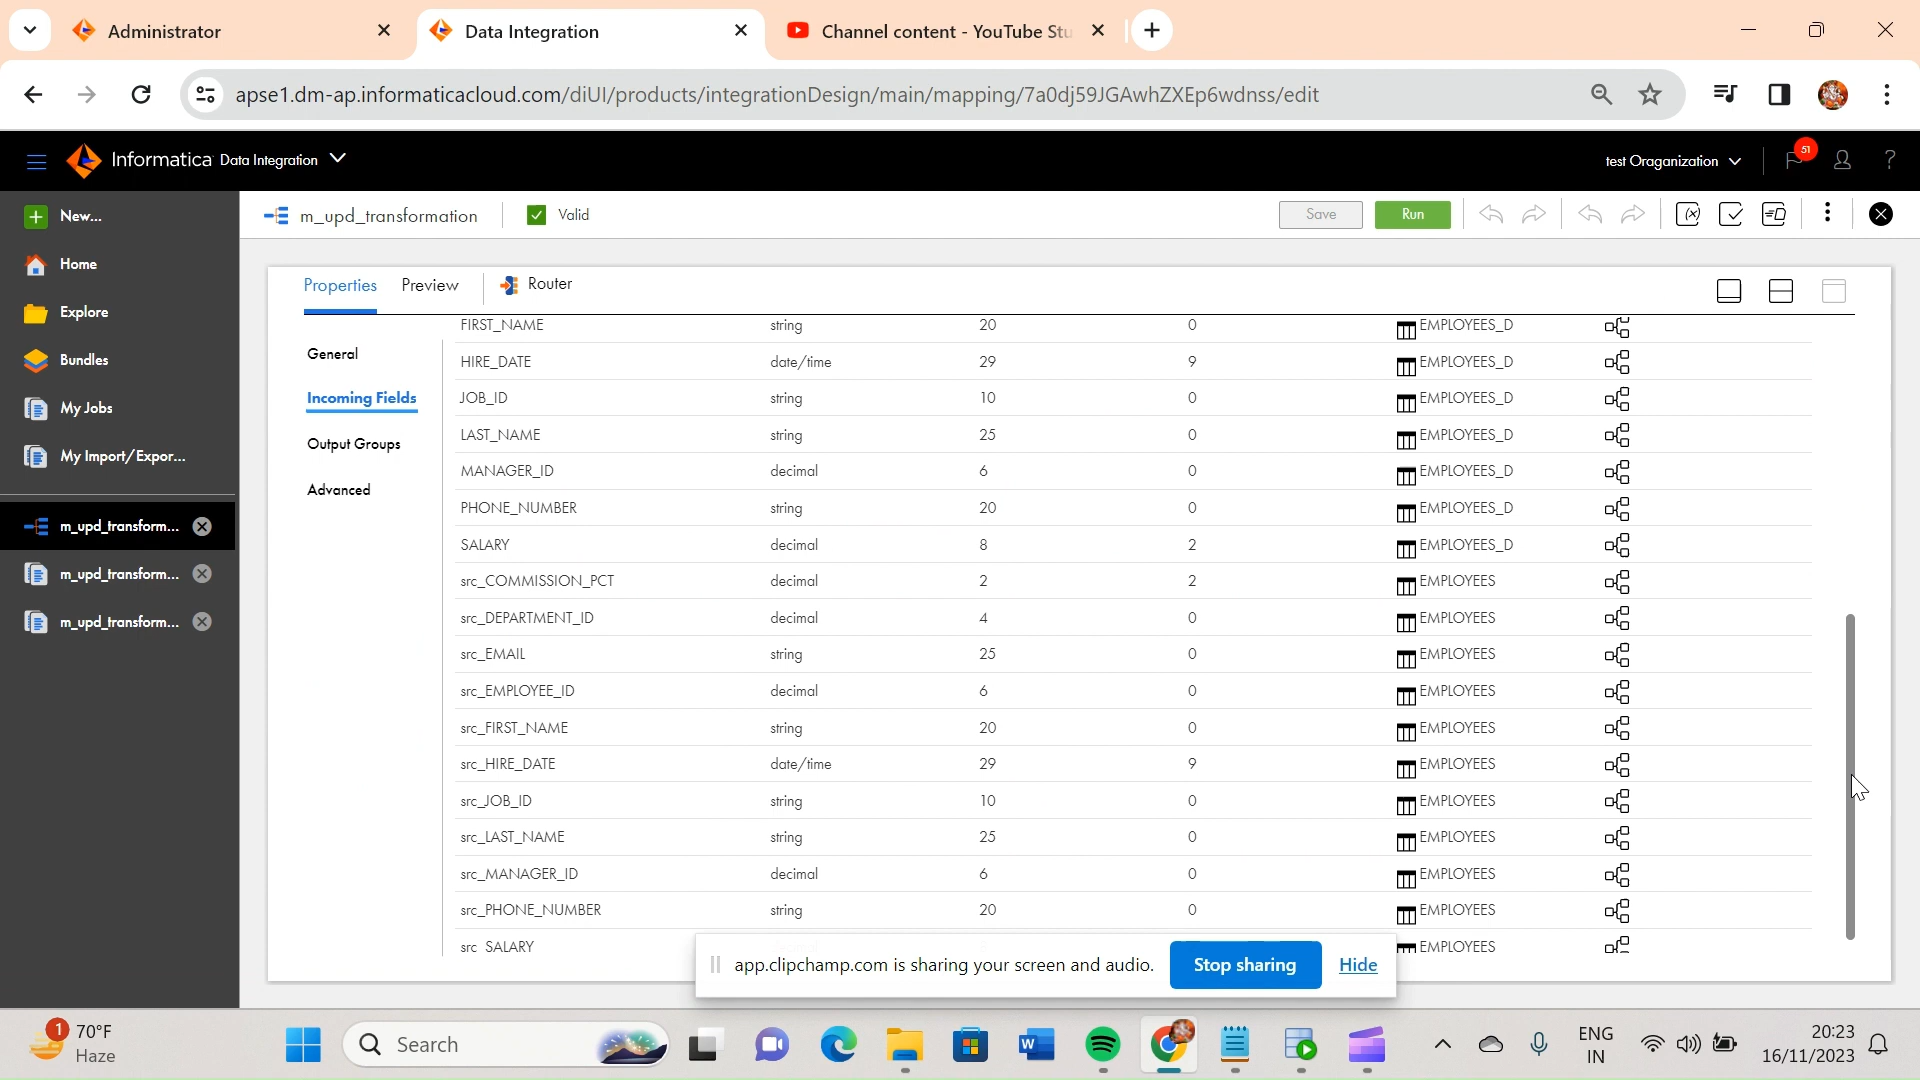 Administrator
Data Integration
Channel content - YouTube Stu
apse1.dm-ap.informaticacloud.com/diUI/products/integrationDesign/main/mapping/7a0dj59JGAwhZXEp6wdnss/edit
Informatica Data Integration
test Oraganization
51
?
New...
m_upd_transformation
Valid
Save
Run
Home
Explore
Bundles
My Jobs
My Import/Expor...
m_upd_transform...
m_upd_transform...
m_upd_transform...
Properties
Preview
Router
General
Incoming Fields
Output Groups
Advanced
FIRST_NAME string 20 0 EMPLOYEES_D
HIRE_DATE date/time 29 9 EMPLOYEES_D
JOB_ID string 10 0 EMPLOYEES_D
LAST_NAME string 25 0 EMPLOYEES_D
MANAGER_ID decimal 6 0 EMPLOYEES_D
PHONE_NUMBER string 20 0 EMPLOYEES_D
SALARY decimal 8 2 EMPLOYEES_D
src_COMMISSION_PCT decimal 2 2 EMPLOYEES
src_DEPARTMENT_ID decimal 4 0 EMPLOYEES
src_EMAIL string 25 0 EMPLOYEES
src_EMPLOYEE_ID decimal 6 0 EMPLOYEES
src_FIRST_NAME string 20 0 EMPLOYEES
src_HIRE_DATE date/time 29 9 EMPLOYEES
src_JOB_ID string 10 0 EMPLOYEES
src_LAST_NAME string 25 0 EMPLOYEES
src_MANAGER_ID decimal 6 0 EMPLOYEES
src_PHONE_NUMBER string 20 0 EMPLOYEES
src_SALARY EMPLOYEES
app.clipchamp.com is sharing your screen and audio.
Stop sharing
Hide
1
70°F
Haze
Search
ENG
IN
20:23
16/11/2023